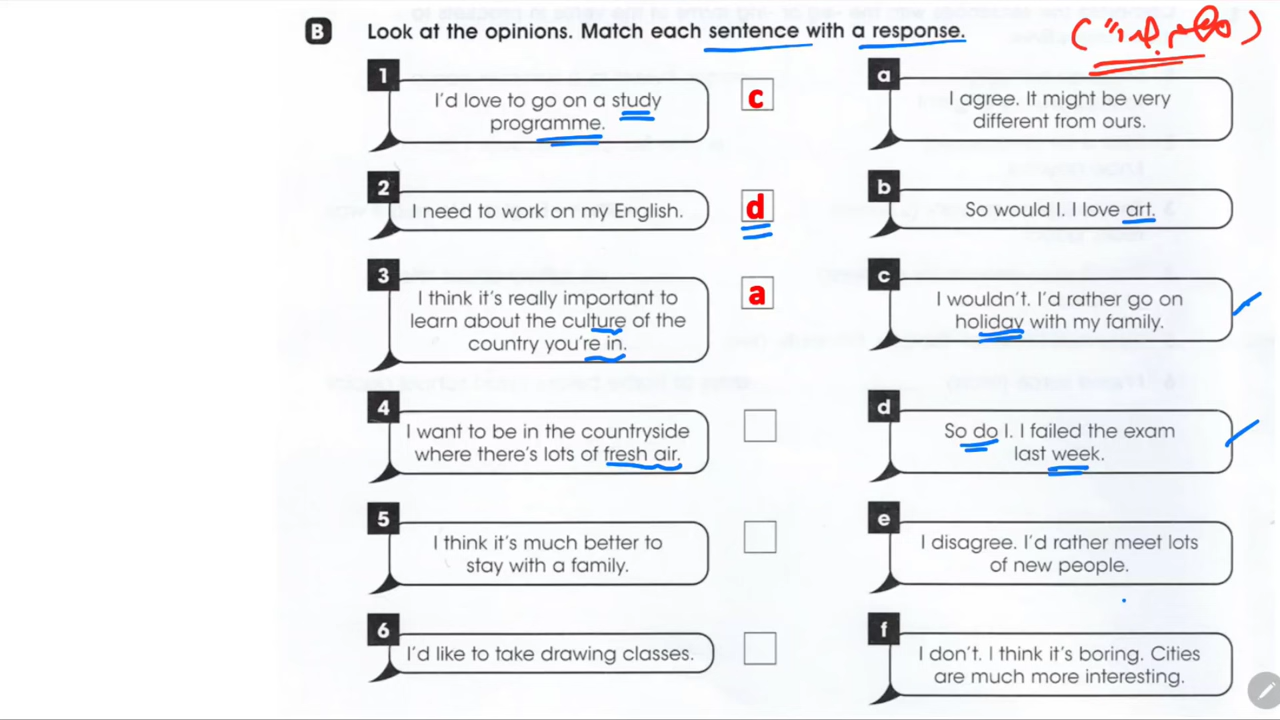 B Look at the opinions. Match each sentence with a response.
1
I'd love to go on a study
programme.
c
a
I agree. It might be very
different from ours.
2
I need to work on my English.
d
b
So would I. I love art.
3
I think it's really important to
learn about the culture of the
country you're in.
a
c
I wouldn't. I'd rather go on
holiday with my family.
4
I want to be in the countryside
where there's lots of fresh air.
d
So do I. I failed the exam
last week.
5
I think it's much better to
stay with a family.
e
I disagree. I'd rather meet lots
of new people.
6
I'd like to take drawing classes.
f
I don't. I think it's boring. Cities
are much more interesting.